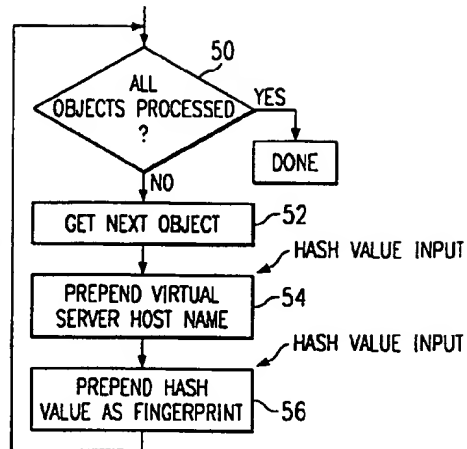 50
ALL
OBJECTS PROCESSED
?
YES
DONE
NO
GET NEXT OBJECT
52
HASH VALUE INPUT
PREPEND VIRTUAL
SERVER HOST NAME
54
HASH VALUE INPUT
PREPEND HASH
VALUE AS FINGERPRINT
56